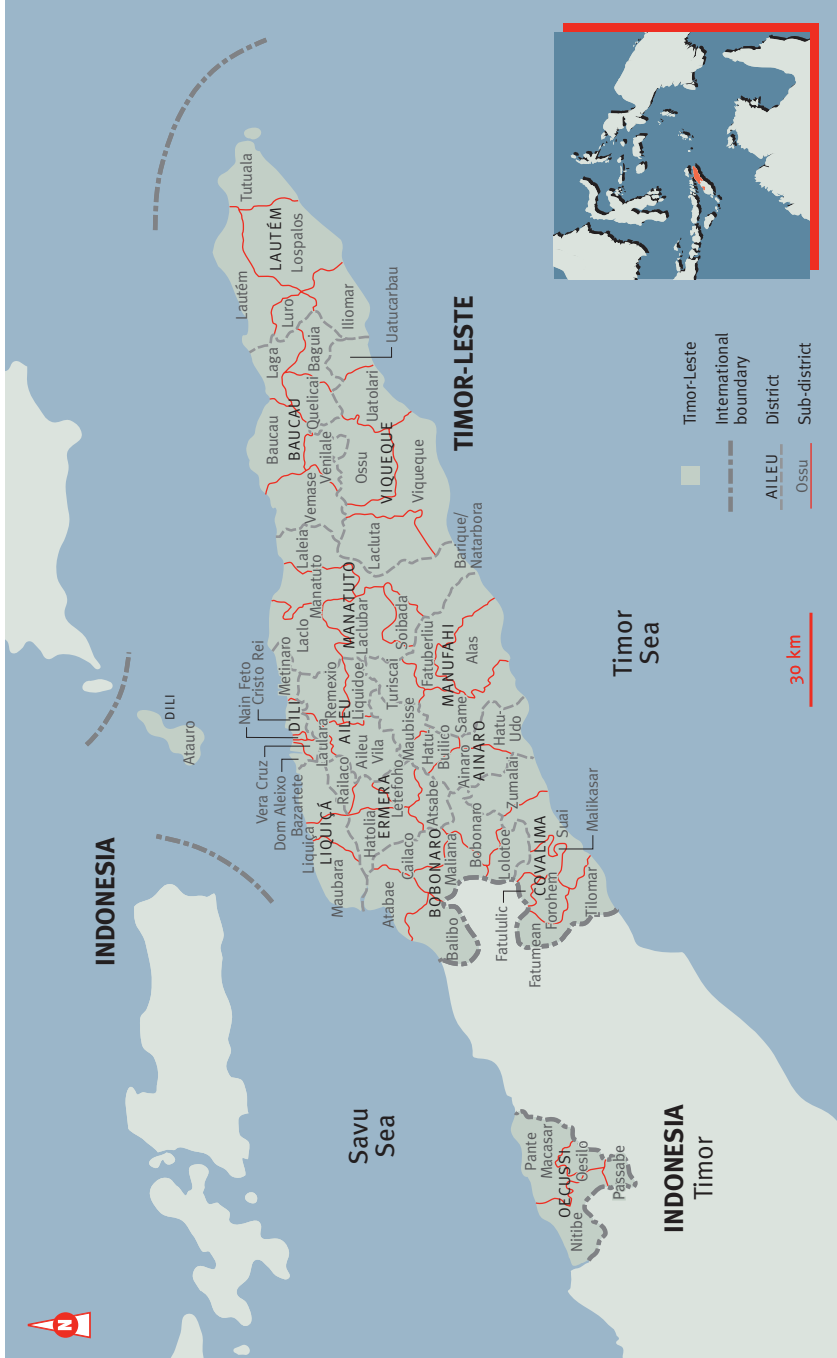 N
INDONESIA
Savu
Sea
DILI
Atauro
Nain Feto
Cristo Rei
Vera Cruz
Dom Aleixo
Bazartete
Liquiça
LIQUIÇÁ
Maubara
DILI
Metinaro
Laulara
Railaco
Remexio
AILEU
Liquidoe
Aileu
Vila
Hatolia
ERMERA
Letefoho
Atsabe
Cailaco
Atabae
BOBONARO
Maliana
Balibo
Bobonaro
Lolotoe
Fatululic
Fatumean
Forohem
COVALIMA
Suai
Mallkasar
Tilomar
Zumalai
Maubisse
Turiscai
Hatu-
Builico
Ainaro
AINARO
Hatu-
Udo
Same
MANUFAHI
Fatuberliu
Alas
Laclo
Manatuto
Laleia
MANATUTO
Laclubar
Soibada
Barique/
Natarbora
Vemase
Venilale
Baucau
BAUCAU
Quelicai
Laga
Baguia
Lacluta
Ossu
VIQUEQUE
Viqueque
Uatolari
Uatucarbau
Lautém
Luro
LAUTÉM
Lospalos
Iliomar
Tutuala
TIMOR-LESTE
Timor
Sea
Pante
Macasar
OECUSSI
Oesilo
Nitibe
Passabe
INDONESIA
Timor
30 km
Timor-Leste
International
boundary
AILEU District
Ossu Sub-district